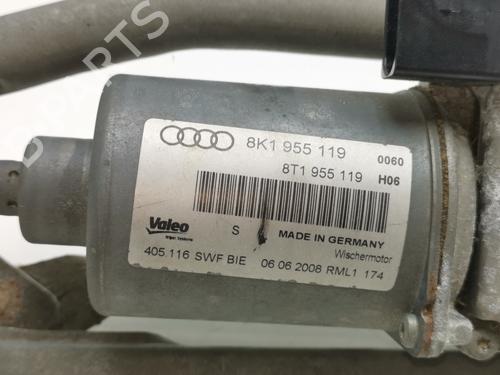 8K1 955 119 0060
8T1 955 119 H06
Valeo S MADE IN GERMANY
Wischermotor
405.116 SWF BIE 06 06 2008 RML1 174